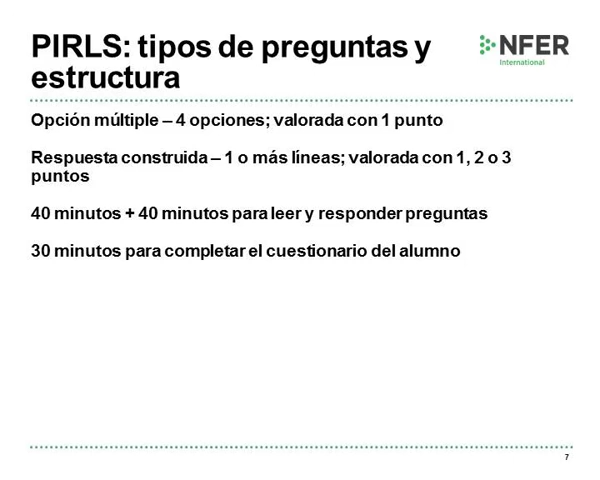 PIRLS: tipos de preguntas y
estructura
NFER
International
Opción múltiple – 4 opciones; valorada con 1 punto
Respuesta construida – 1 o más líneas; valorada con 1, 2 o 3
puntos
40 minutos + 40 minutos para leer y responder preguntas
30 minutos para completar el cuestionario del alumno
7